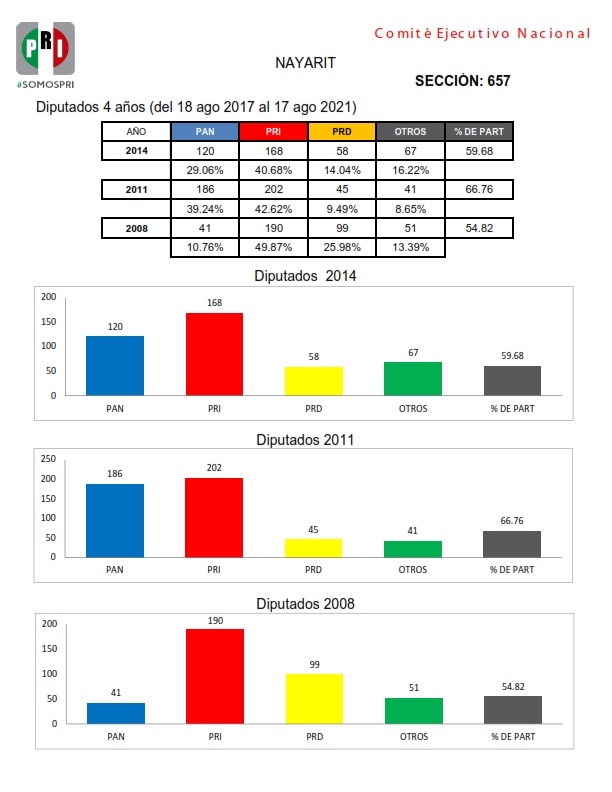 Comité Ejecutivo Nacional
PRI
#SOMOSPRI
NAYARIT
SECCIÓN: 657
Diputados 4 años (del 18 ago 2017 al 17 ago 2021)
AÑO PAN PRI PRD OTROS % DE PART
2014 120 168 58 67 59.68
29.06% 40.68% 14.04% 16.22%
2011 186 202 45 41 66.76
39.24% 42.62% 9.49% 8.65%
2008 41 190 99 51 54.82
10.76% 49.87% 25.98% 13.39%
Diputados 2014
200
150
100
50
0
120 168 58 67 59.68
PAN PRI PRD OTROS % DE PART
Diputados 2011
250
200
150
100
50
0
186 202 45 41 66.76
PAN PRI PRD OTROS % DE PART
Diputados 2008
200
150
100
50
0
41 190 99 51 54.82
PAN PRI PRD OTROS % DE PART